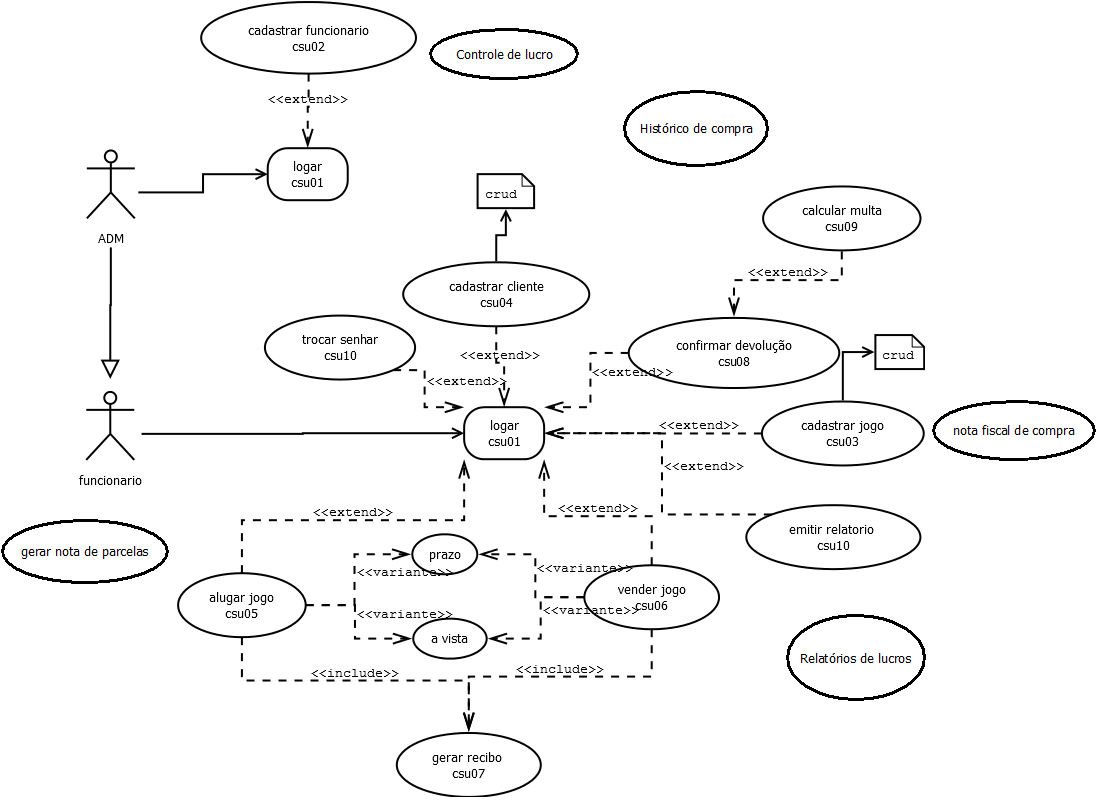 cadastrar funcionario
csu02
Controle de lucro
<<extend>>
Histórico de compra
logar
csu01
crud
calcular multa
csu09
ADM
<<extend>>
cadastrar cliente
csu04
trocar senhar
csu10
confirmar devolução
csu08
<<extend>>
crud
<<extend>>
<<extend>>
logar
csu01
<<extend>>
cadastrar jogo
csu03
nota fiscal de compra
<<extend>>
funcionario
<<extend>>
<<extend>>
emitir relatorio
csu10
gerar nota de parcelas
prazo
<<variante>>
<<variante>>
alugar jogo
csu05
vender jogo
csu06
<<variante>>
<<variante>>
a vista
Relatórios de lucros
<<include>>
<<include>>
gerar recibo
csu07